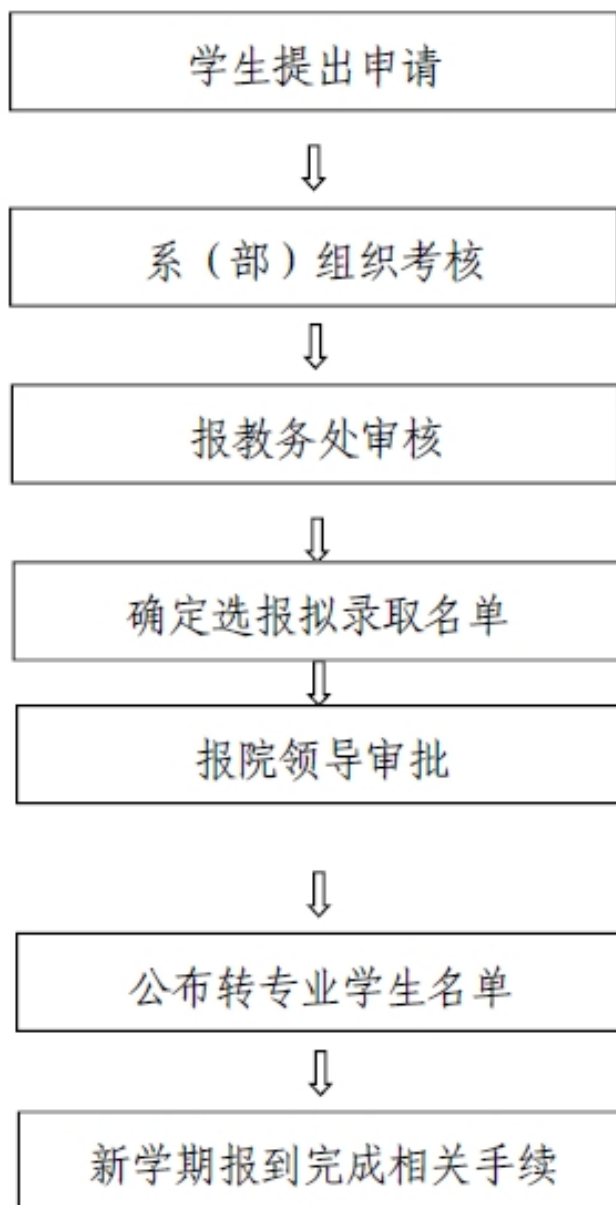 学生提出申请
系（部）组织考核
报教务处审核
确定选报拟录取名单
报院领导审批
公布转专业学生名单
新学期报到完成相关手续